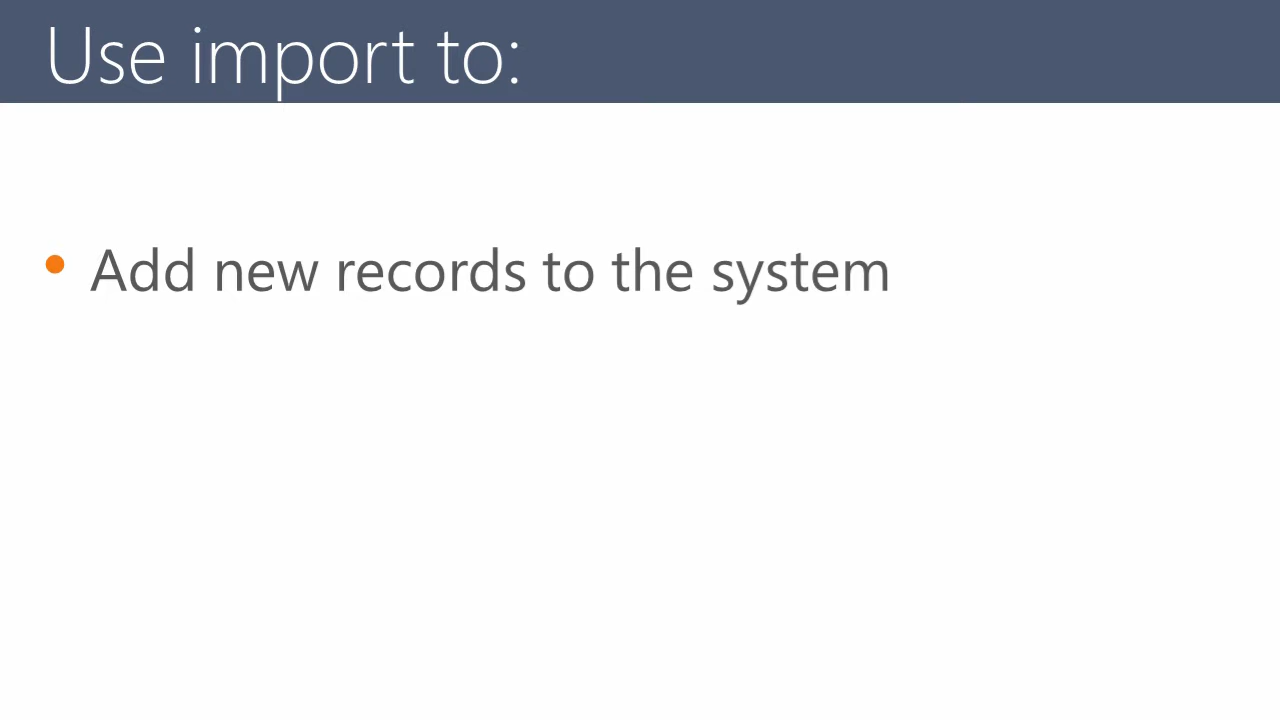 Use import to:
• Add new records to the system